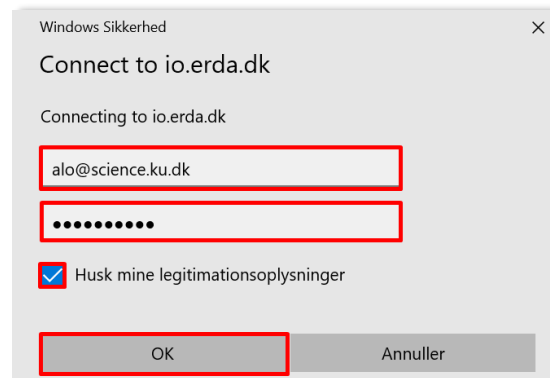 Windows Sikkerhed
Connect to io.erda.dk
Connecting to io.erda.dk
alo@science.ku.dk
●●●●●●●●●●
Husk mine legitimationsoplysninger
OK
Annuller